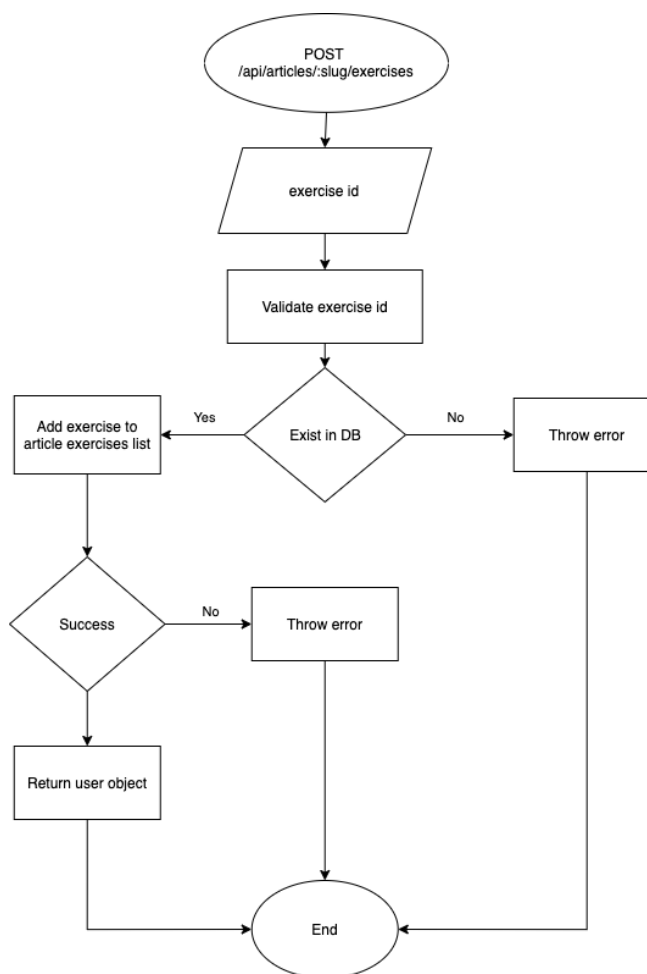 POST
/api/articles/:slug/exercises
exercise id
Validate exercise id
Exist in DB
Yes
No
Add exercise to
article exercises list
Throw error
Success
No
Throw error
Return user object
End